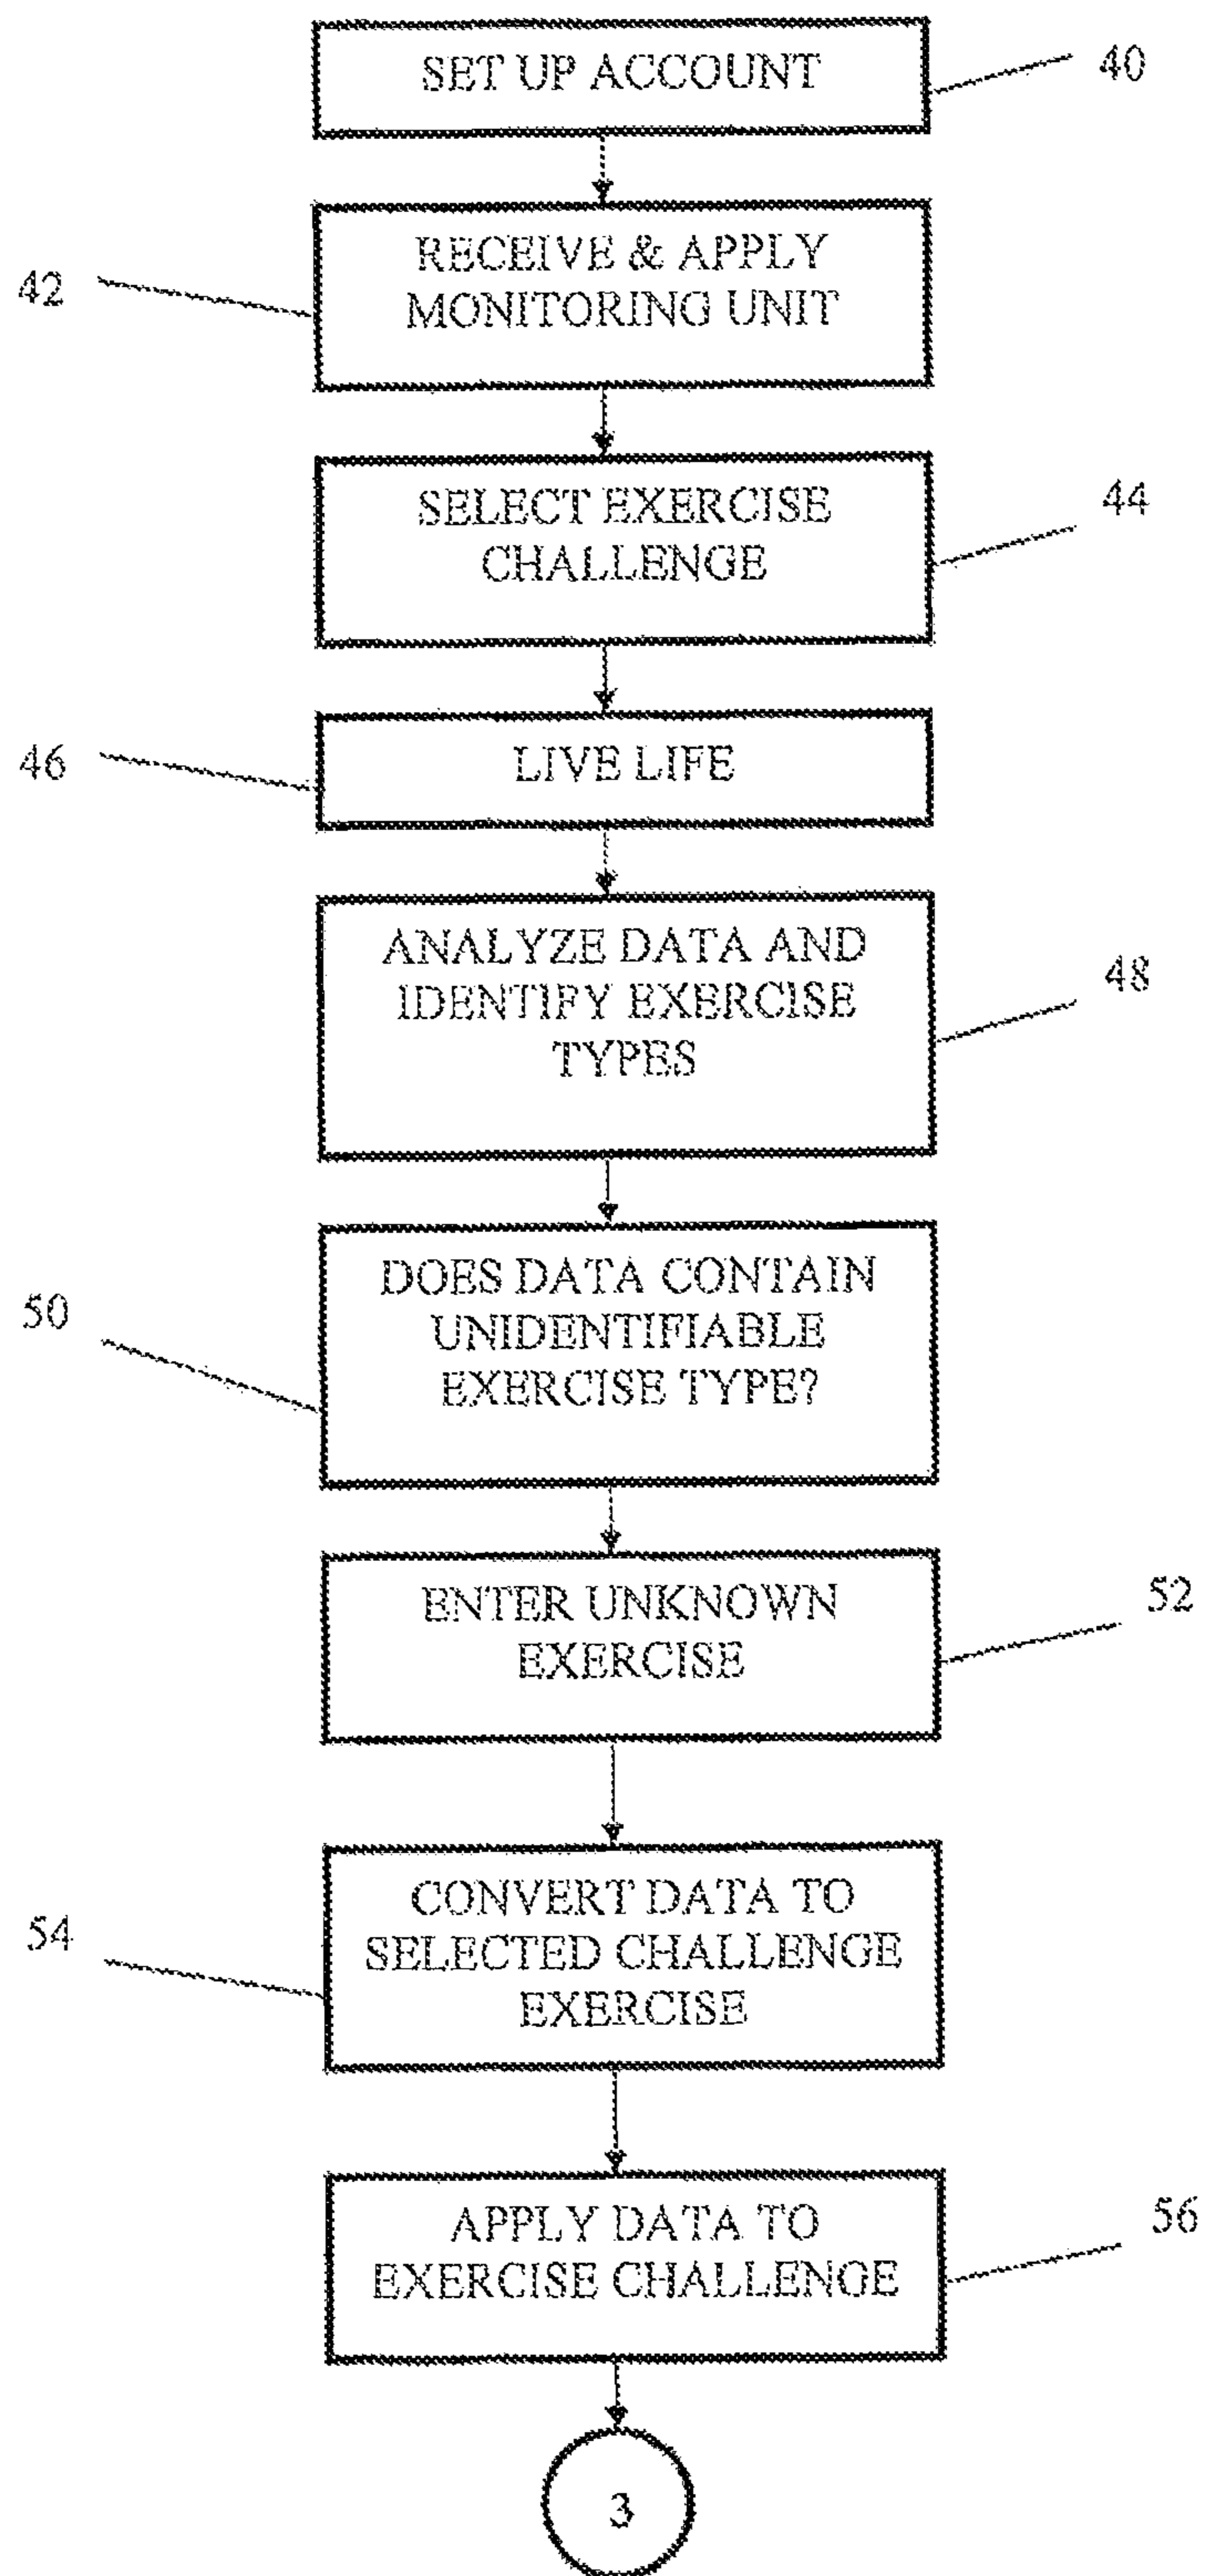 SET UP ACCOUNT
40
RECEIVE & APPLY
MONITORING UNIT
42
SELECT EXERCISE
CHALLENGE
44
LIVE LIFE
46
ANALYZE DATA AND
IDENTIFY EXERCISE
TYPES
48
DOES DATA CONTAIN
UNIDENTIFIABLE
EXERCISE TYPE?
50
ENTER UNKNOWN
EXERCISE
52
CONVERT DATA TO
SELECTED CHALLENGE
EXERCISE
54
APPLY DATA TO
EXERCISE CHALLENGE
56
3